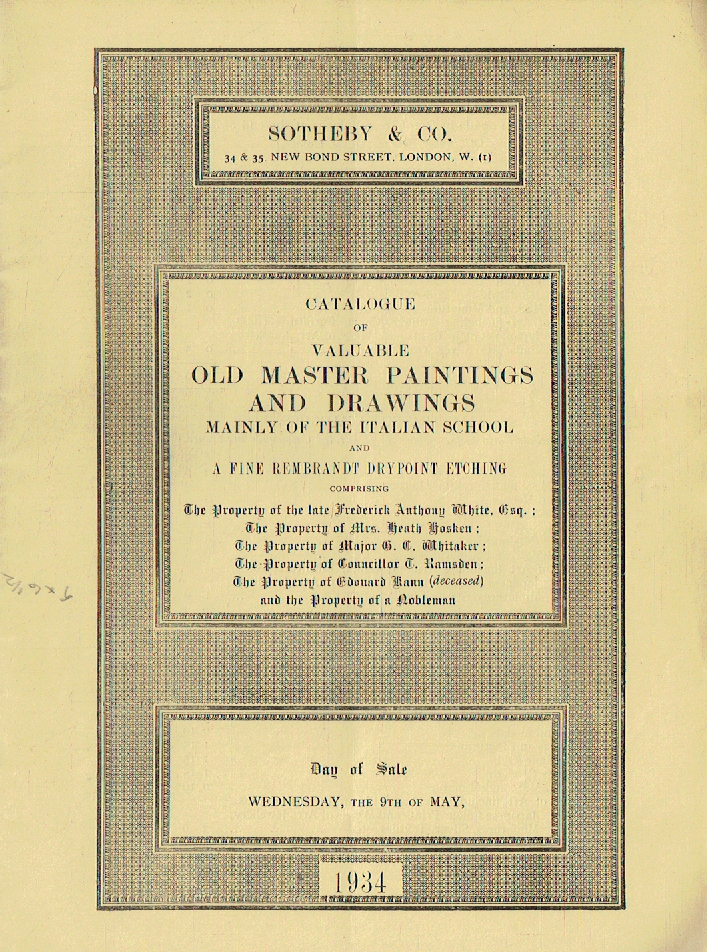 SOTHEBY & CO.
34 & 35, NEW BOND STREET, LONDON, W. (1)
CATALOGUE
OF
VALUABLE
OLD MASTER PAINTINGS
AND DRAWINGS
MAINLY OF THE ITALIAN SCHOOL
AND
A FINE REMBRANDT DRYPOINT ETCHING
COMPRISING
The Property of the late Frederick Anthony White, Esq. ;
The Property of Mrs. Heath Hosken ;
The Property of Major G. C. Whitaker ;
The Property of Councillor T. Ramsden ;
The Property of Edouard Kann (deceased)
and the Property of a Nobleman
Day of Sale
WEDNESDAY, THE 9TH OF MAY,
1934